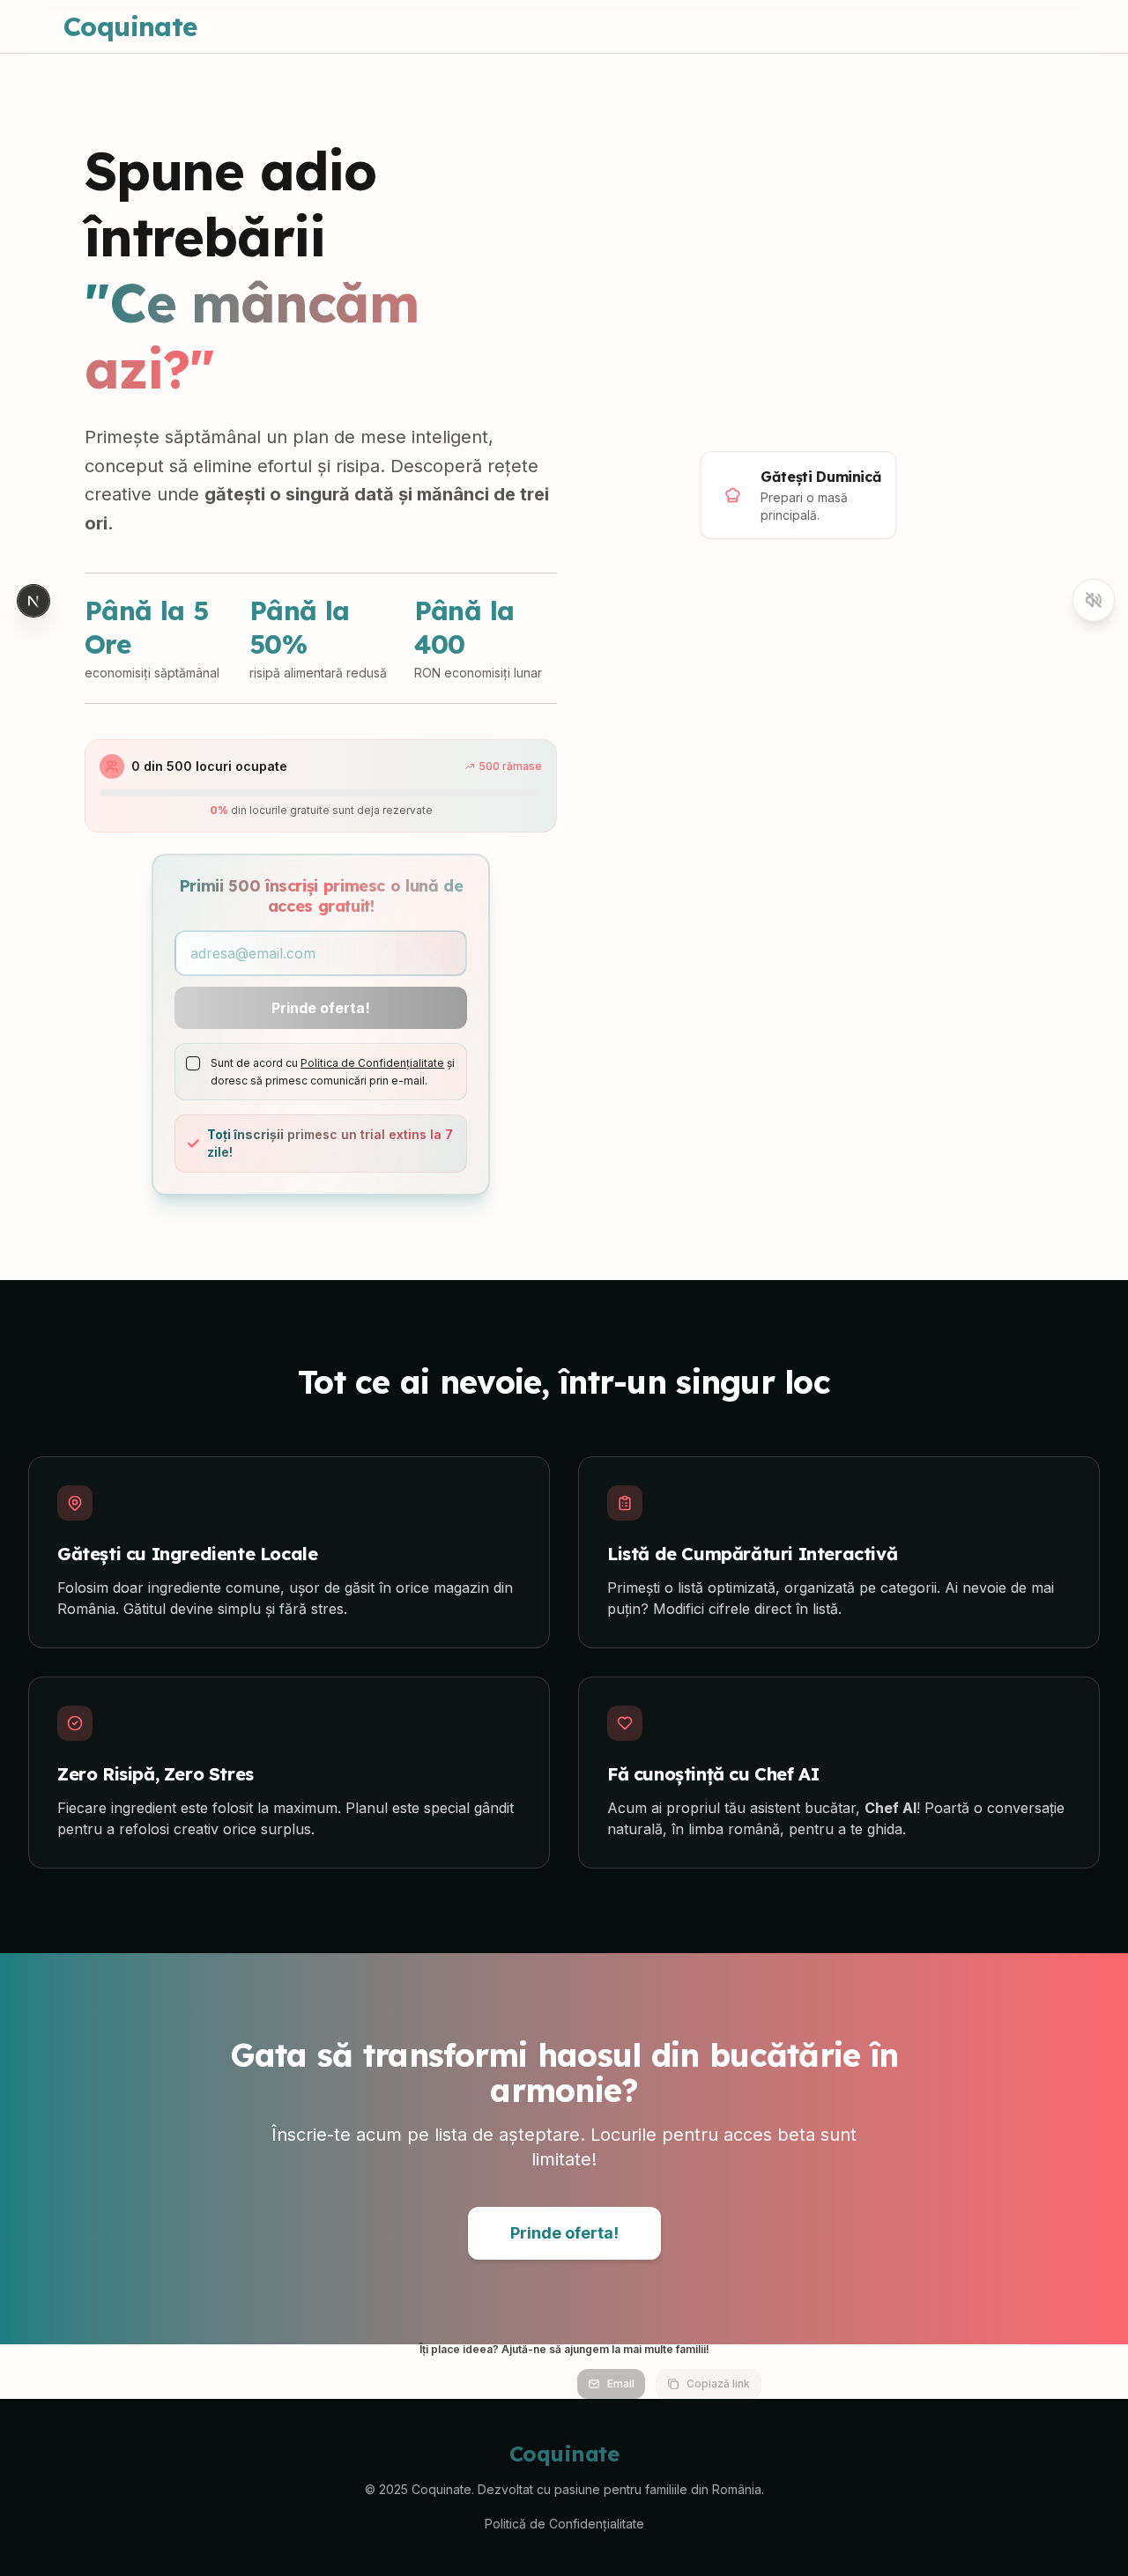 Coquinate
Spune adio
întrebării
"Ce mâncăm
azi?"
Primește săptămânal un plan de mese inteligent,
conceput să elimine efortul și risipa. Descoperă rețete
creative unde gătești o singură dată și mănânci de trei
ori.
Gătești Duminică
Prepari o masă
principală.
N
Până la 5
Ore
economisiți săptămânal
Până la
50%
risipă alimentară redusă
Până la
400
RON economisiți lunar
0 din 500 locuri ocupate
500 rămase
0% din locurile gratuite sunt deja rezervate
Primii 500 înscriși primesc o lună de
acces gratuit!
adresa@email.com
Prinde oferta!
Sunt de acord cu Politica de Confidențialitate și
doresc să primesc comunicări prin e-mail.
Toți înscrișii primesc un trial extins la 7
zile!
Tot ce ai nevoie, într-un singur loc
Gătești cu Ingrediente Locale
Folosim doar ingrediente comune, ușor de găsit în orice magazin din
România. Gătitul devine simplu și fără stres.
Listă de Cumpărături Interactivă
Primești o listă optimizată, organizată pe categorii. Ai nevoie de mai
puțin? Modifici cifrele direct în listă.
Zero Risipă, Zero Stres
Fiecare ingredient este folosit la maximum. Planul este special gândit
pentru a refolosi creativ orice surplus.
Fă cunoștință cu Chef AI
Acum ai propriul tău asistent bucătar, Chef AI! Poartă o conversație
naturală, în limba română, pentru a te ghida.
Gata să transformi haosul din bucătărie în
armonie?
Înscrie-te acum pe lista de așteptare. Locurile pentru acces beta sunt
limitate!
Prinde oferta!
Îți place ideea? Ajută-ne să ajungem la mai multe familii!
Email
Copiază link
Coquinate
© 2025 Coquinate. Dezvoltat cu pasiune pentru familiile din România.
Politică de Confidențialitate